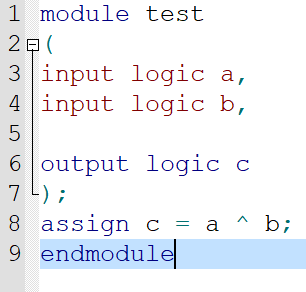 1 module test
2 (
3 input logic a,
4 input logic b,
5
6 output logic c
7 );
8 assign c = a ^ b;
9 endmodule